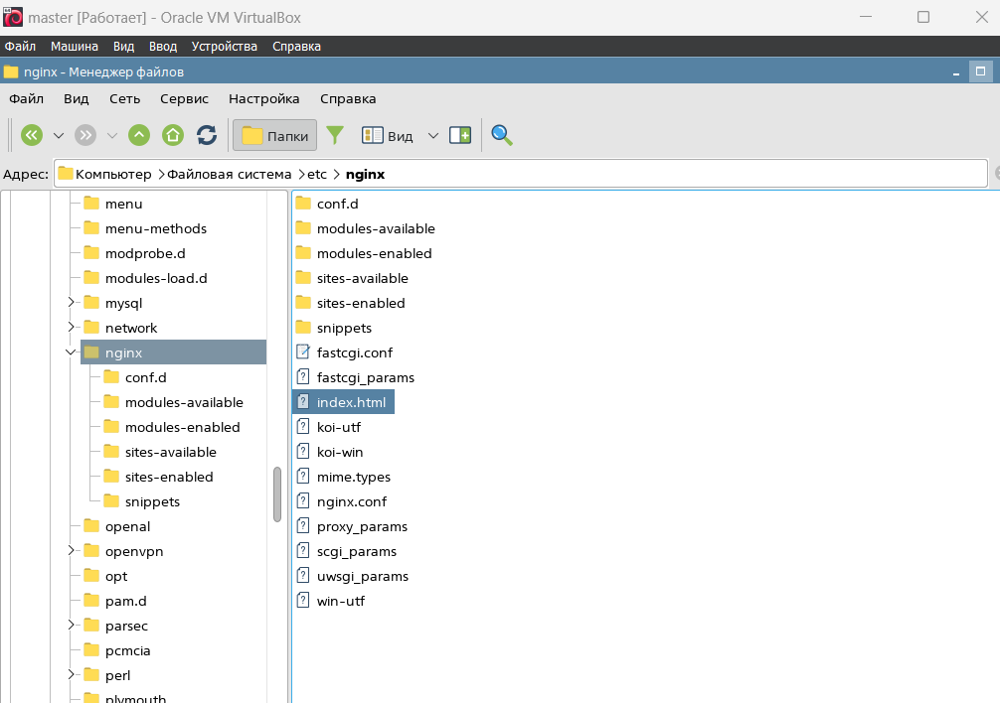 master [Работает] - Oracle VM VirtualBox
Файл Машина Вид Ввод Устройства Справка
nginx - Менеджер файлов
Файл Вид Сеть Сервис Настройка Справка
Папки Вид
Адрес: Компьютер > Файловая система > etc > nginx
menu
menu-methods
modprobe.d
modules-load.d
mysql
network
nginx
conf.d
modules-available
modules-enabled
sites-available
sites-enabled
snippets
openal
openvpn
opt
pam.d
parsec
pcmcia
perl
plymouth
conf.d
modules-available
modules-enabled
sites-available
sites-enabled
snippets
fastcgi.conf
fastcgi_params
index.html
koi-utf
koi-win
mime.types
nginx.conf
proxy_params
scgi_params
uwsgi_params
win-utf